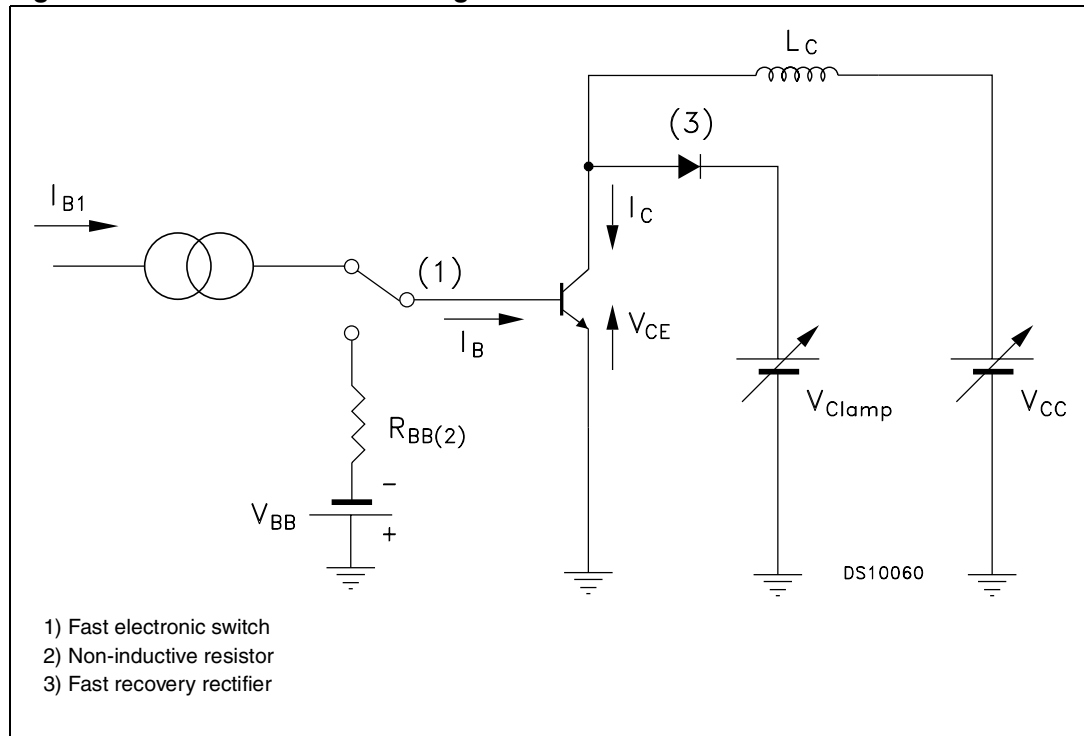 L_C
(3)
I_B1
I_C
(1)
I_B
V_CE
R_BB(2)
V_Clamp
V_CC
−
V_BB
+
DS10060
1) Fast electronic switch
2) Non-inductive resistor
3) Fast recovery rectifier